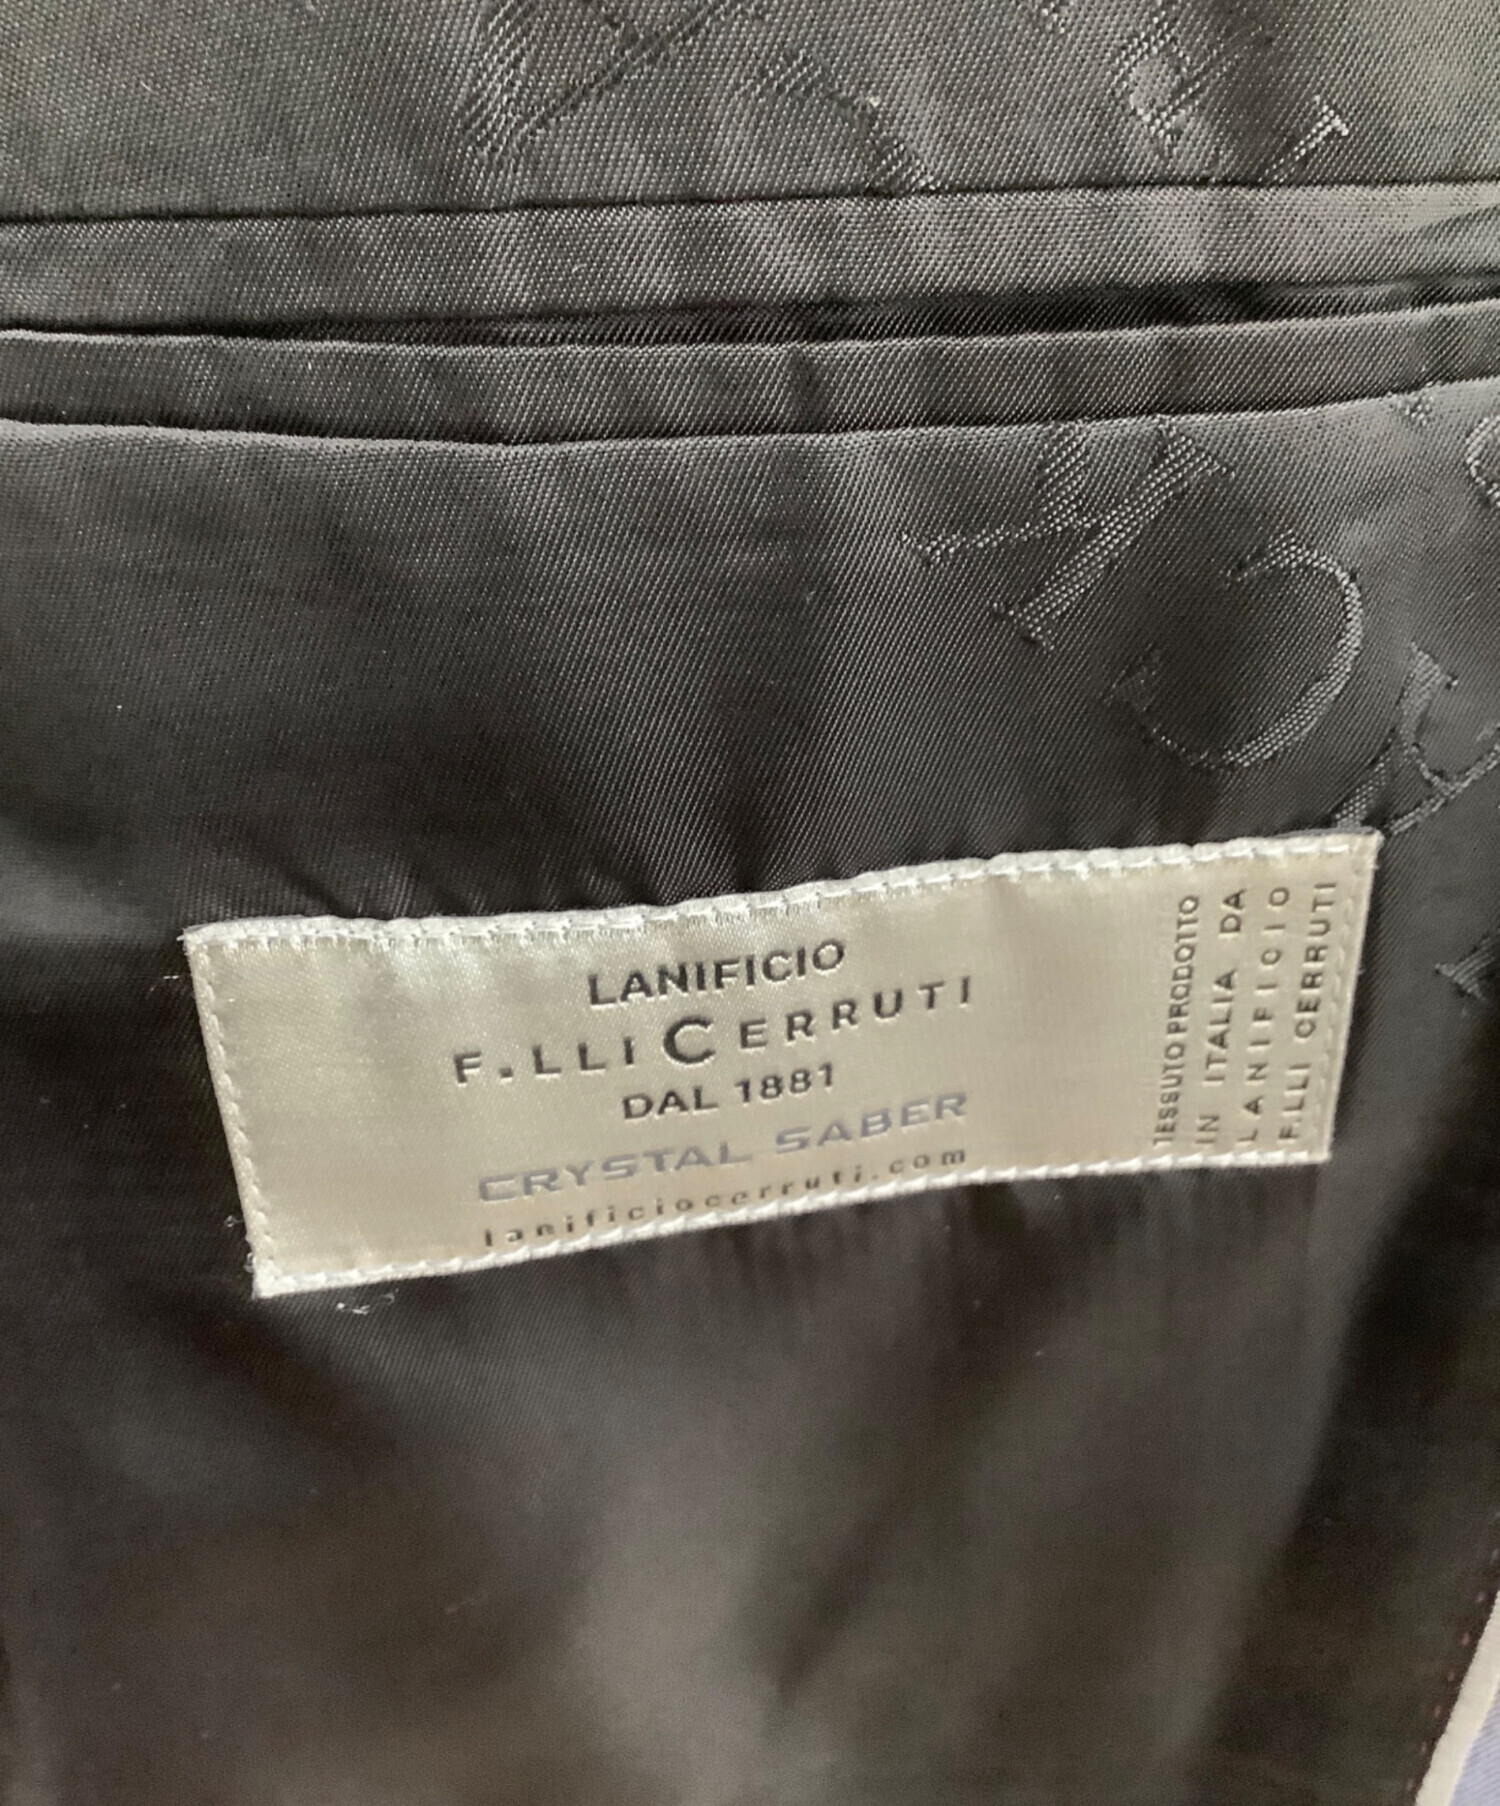 LANIFICIO
F.LLI CERRUTI
DAL 1881
CRYSTAL SABER
lanificiocerruti.com
TESSUTO PRODOTTO
IN ITALIA DA
LANIFICIO
F.LLI CERRUTI